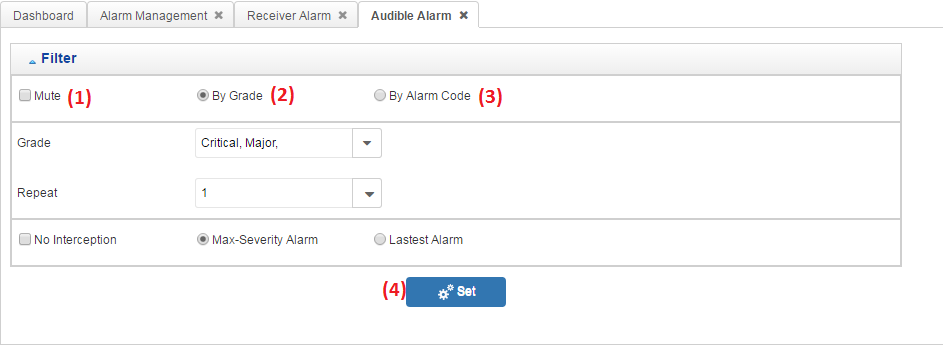 Dashboard Alarm Management ✖ Receiver Alarm ✖ Audible Alarm ✖
Filter
Mute (1) By Grade (2) By Alarm Code (3)
Grade Critical, Major,
Repeat 1
No Interception Max-Severity Alarm Lastest Alarm
(4) Set